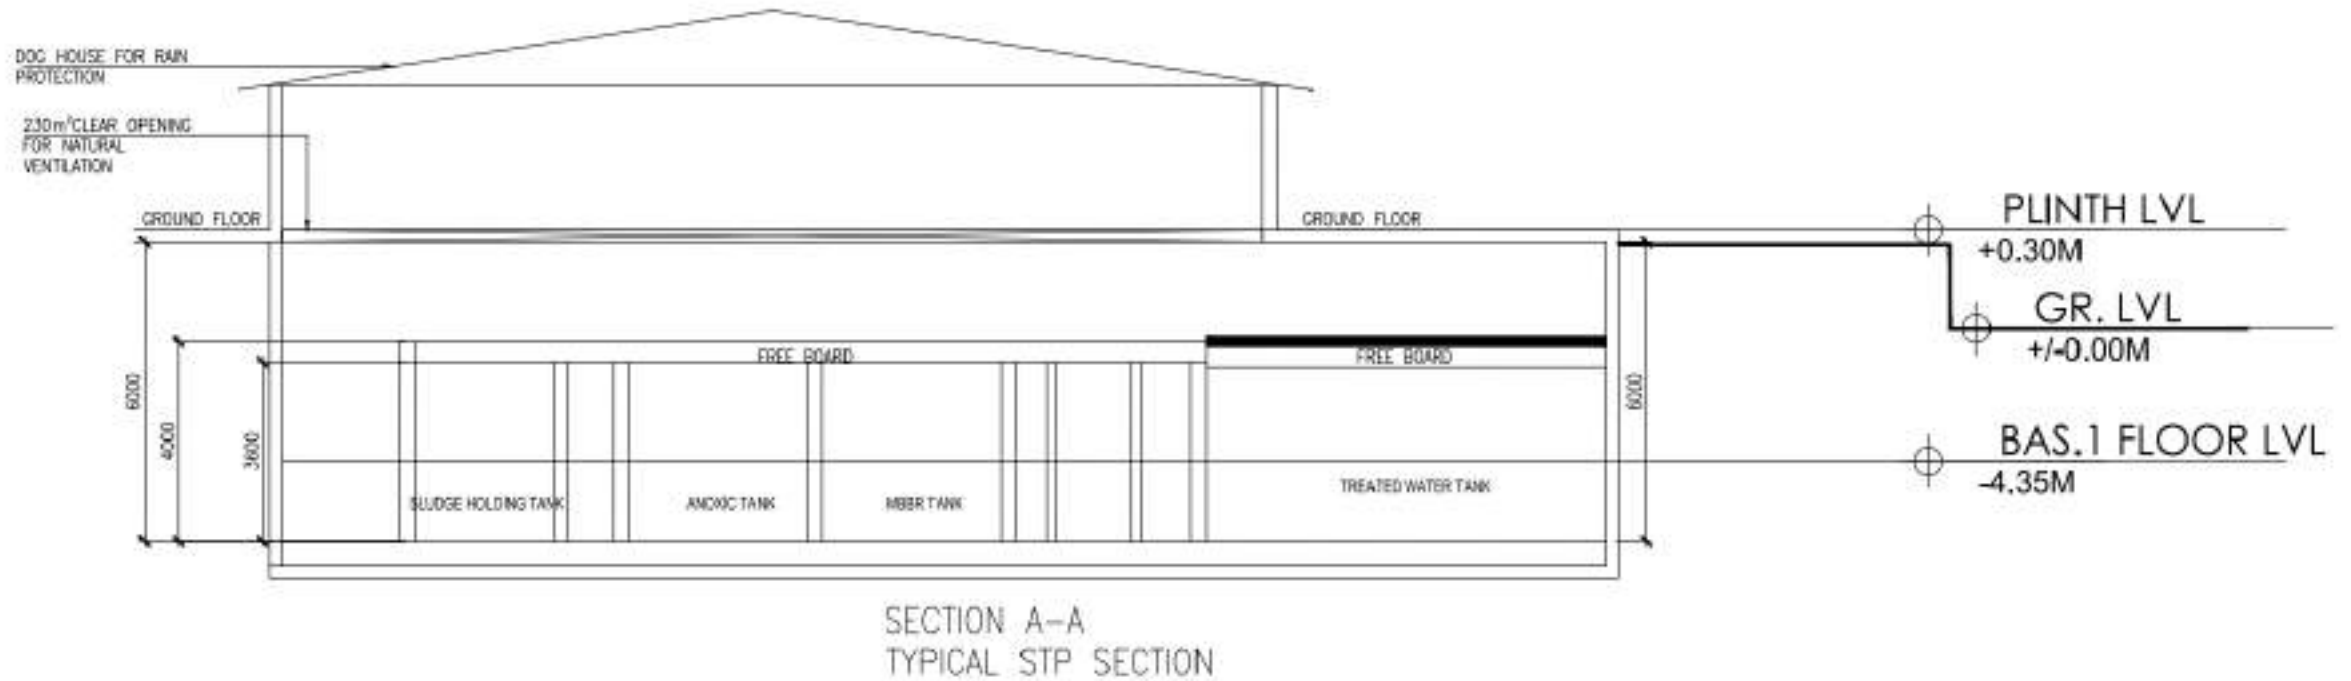 DOG HOUSE FOR RAIN
PROTECTION
230m²CLEAR OPENING
FOR NATURAL
VENTILATION
GROUND FLOOR
GROUND FLOOR
PLINTH LVL
+0.30M
GR. LVL
+/-0.00M
FREE BOARD
FREE BOARD
6000
4000
3600
6000
BAS.1 FLOOR LVL
-4.35M
SLUDGE HOLDING TANK
ANOXIC TANK
MBBR TANK
TREATED WATER TANK
SECTION A-A
TYPICAL STP SECTION